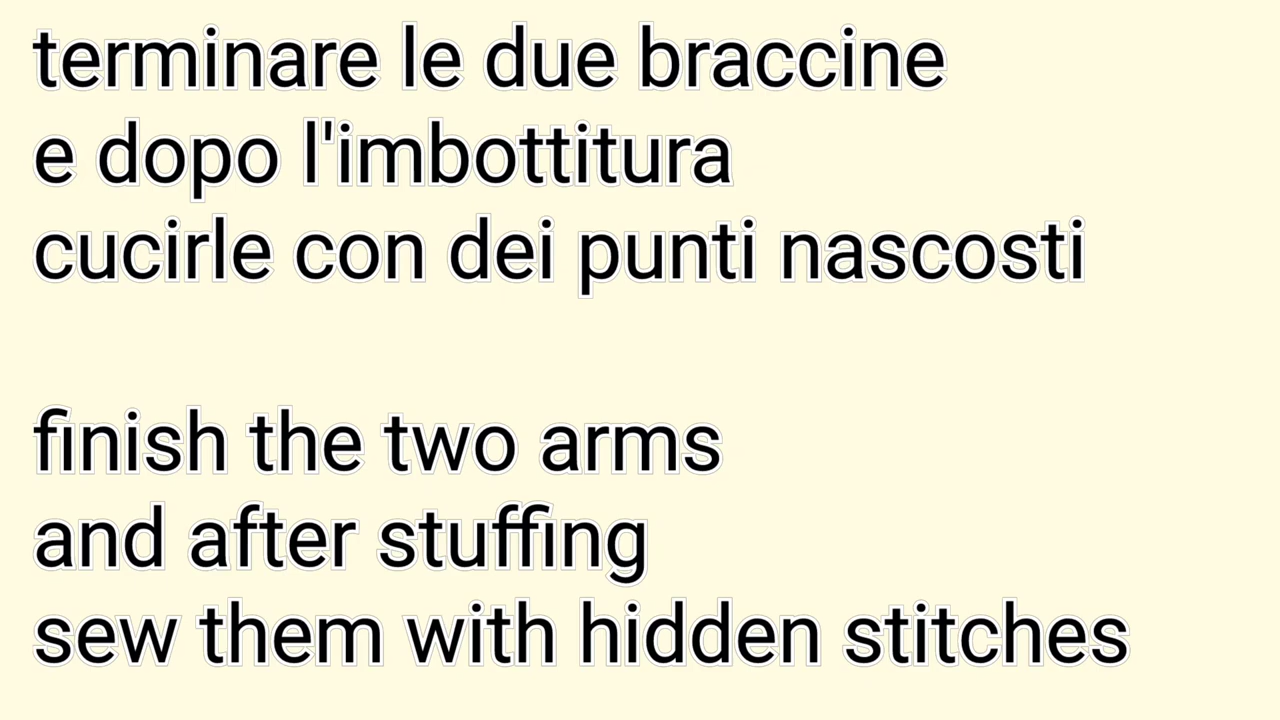 terminare le due braccine
e dopo l'imbottitura
cucirle con dei punti nascosti
finish the two arms
and after stuffing
sew them with hidden stitches